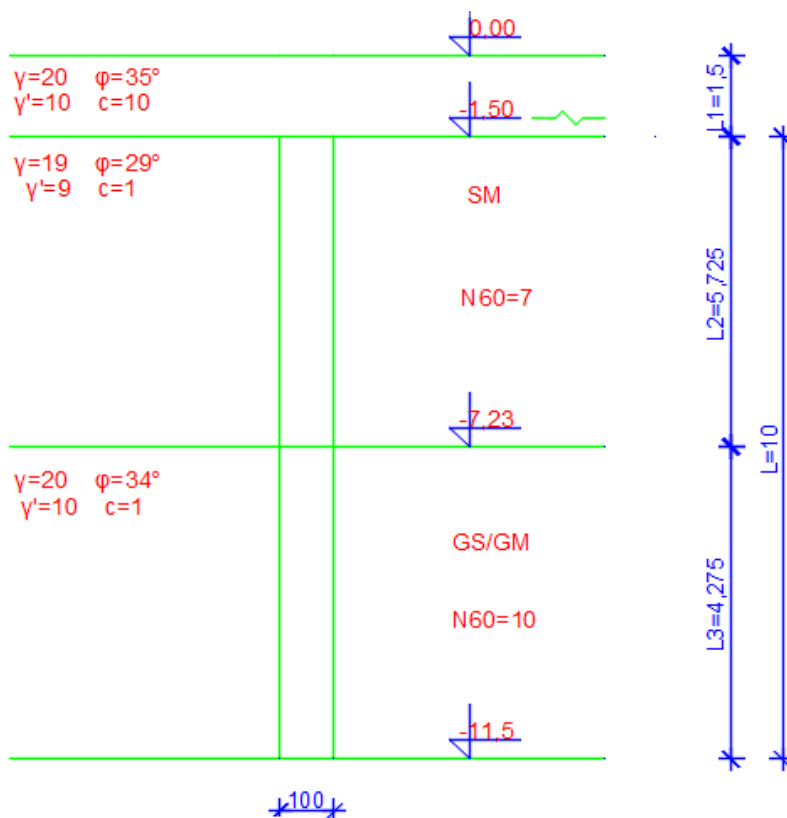 0,00
γ=20 φ=35°
γ'=10 c=10
-1,50
L1=1,5
γ=19 φ=29°
γ'=9 c=1
SM
N60=7
L2=5,725
-7,23
L=10
γ=20 φ=34°
γ'=10 c=1
GS/GM
N60=10
L3=4,275
-11,5
100